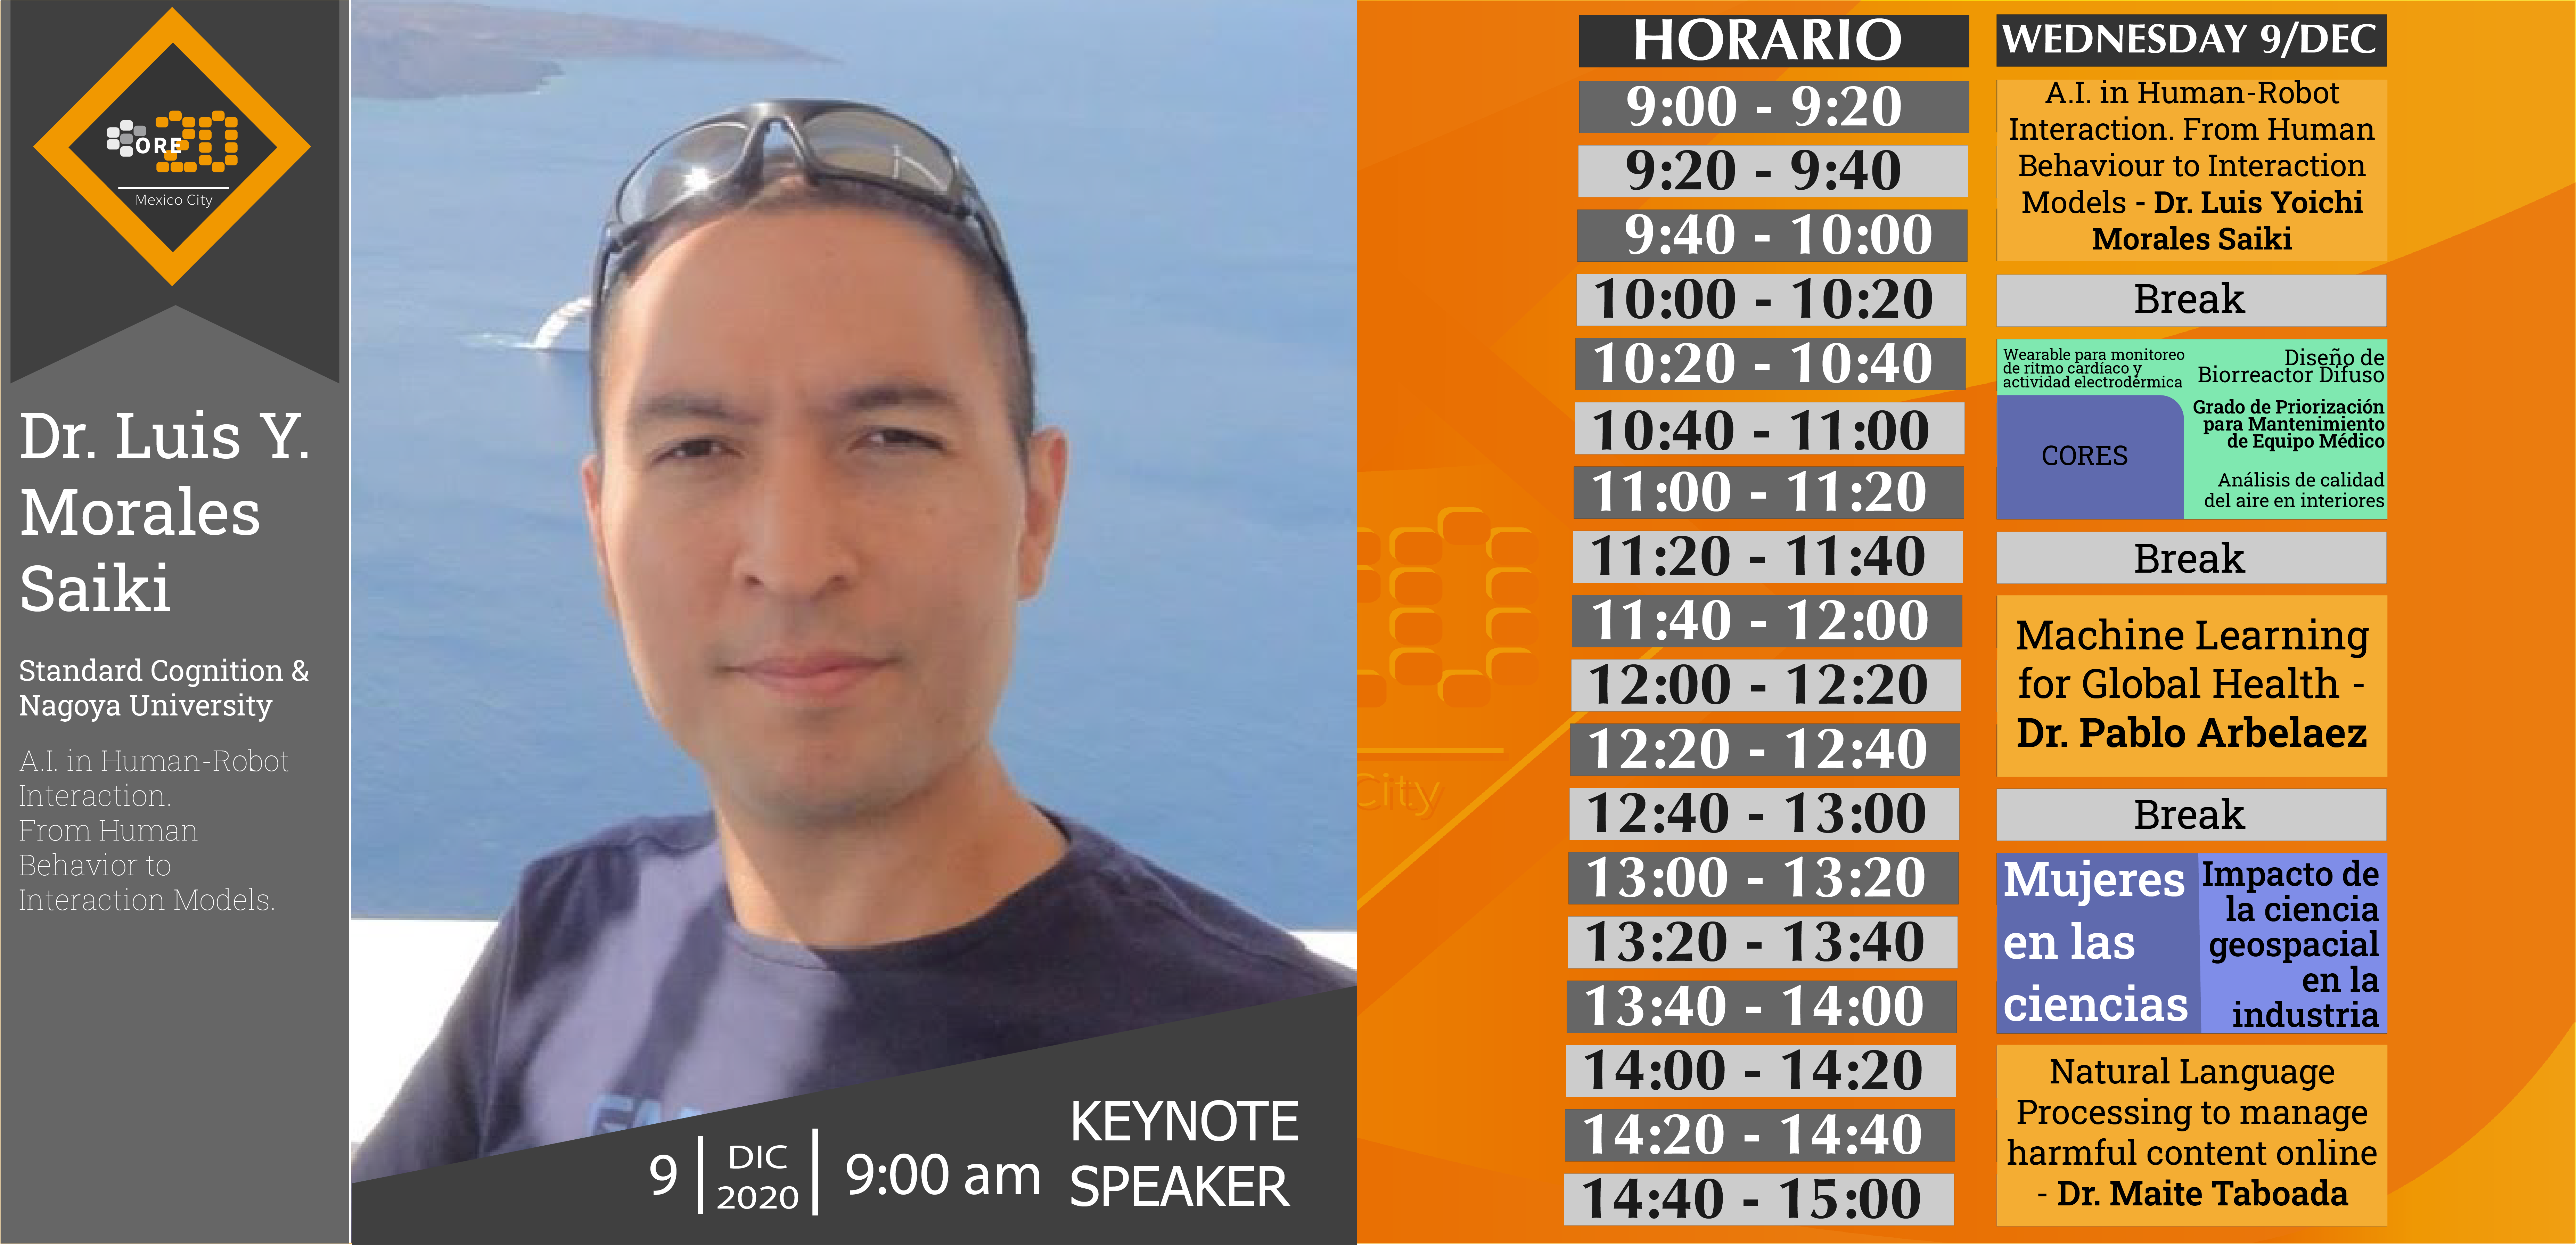 ORE 20
Mexico City
Dr. Luis Y.
Morales
Saiki
Standard Cognition &
Nagoya University
A.I. in Human-Robot
Interaction.
From Human
Behavior to
Interaction Models.
9
DIC
2020
9:00 am
KEYNOTE
SPEAKER
City
HORARIO
9:00 - 9:20
9:20 - 9:40
9:40 - 10:00
10:00 - 10:20
10:20 - 10:40
10:40 - 11:00
11:00 - 11:20
11:20 - 11:40
11:40 - 12:00
12:00 - 12:20
12:20 - 12:40
12:40 - 13:00
13:00 - 13:20
13:20 - 13:40
13:40 - 14:00
14:00 - 14:20
14:20 - 14:40
14:40 - 15:00
WEDNESDAY 9/DEC
A.I. in Human-Robot
Interaction. From Human
Behaviour to Interaction
Models - Dr. Luis Yoichi
Morales Saiki
Break
Wearable para monitoreo
de ritmo cardíaco y
actividad electrodérmica
Diseño de
Biorreactor Difuso
Grado de Priorización
para Mantenimiento
de Equipo Médico
CORES
Análisis de calidad
del aire en interiores
Break
Machine Learning
for Global Health -
Dr. Pablo Arbelaez
Break
Mujeres
en las
ciencias
Impacto de
la ciencia
geospacial
en la
industria
Natural Language
Processing to manage
harmful content online
- Dr. Maite Taboada